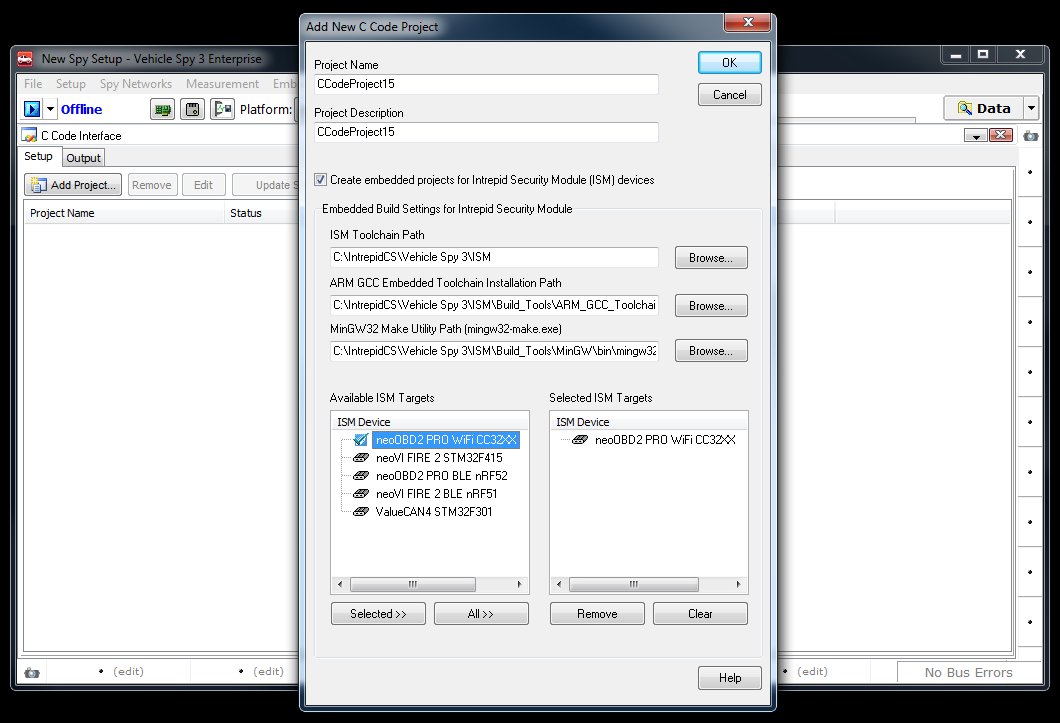 Add New C Code Project
New Spy Setup - Vehicle Spy 3 Enterprise
File Setup Spy Networks Measurement Emb
Offline
Platform:
Data
C Code Interface
Setup Output
Add Project... Remove Edit Update S
Project Name Status
Project Name
CCodeProject15
OK
Project Description
CCodeProject15
Cancel
Create embedded projects for Intrepid Security Module (ISM) devices
Embedded Build Settings for Intrepid Security Module
ISM Toolchain Path
C:\IntrepidCS\Vehicle Spy 3\ISM
Browse...
ARM GCC Embedded Toolchain Installation Path
C:\IntrepidCS\Vehicle Spy 3\ISM\Build_Tools\ARM_GCC_Toolchai
Browse...
MinGW32 Make Utility Path (mingw32-make.exe)
C:\IntrepidCS\Vehicle Spy 3\ISM\Build_Tools\MinGW\bin\mingw32
Browse...
Available ISM Targets
ISM Device
neoOBD2 PRO WiFi CC32XX
neoVI FIRE 2 STM32F415
neoOBD2 PRO BLE nRF52
neoVI FIRE 2 BLE nRF51
ValueCAN4 STM32F301
Selected >> All >>
Selected ISM Targets
ISM Device
neoOBD2 PRO WiFi CC32XX
Remove Clear
Help
(edit) (edit) (edit)
No Bus Errors